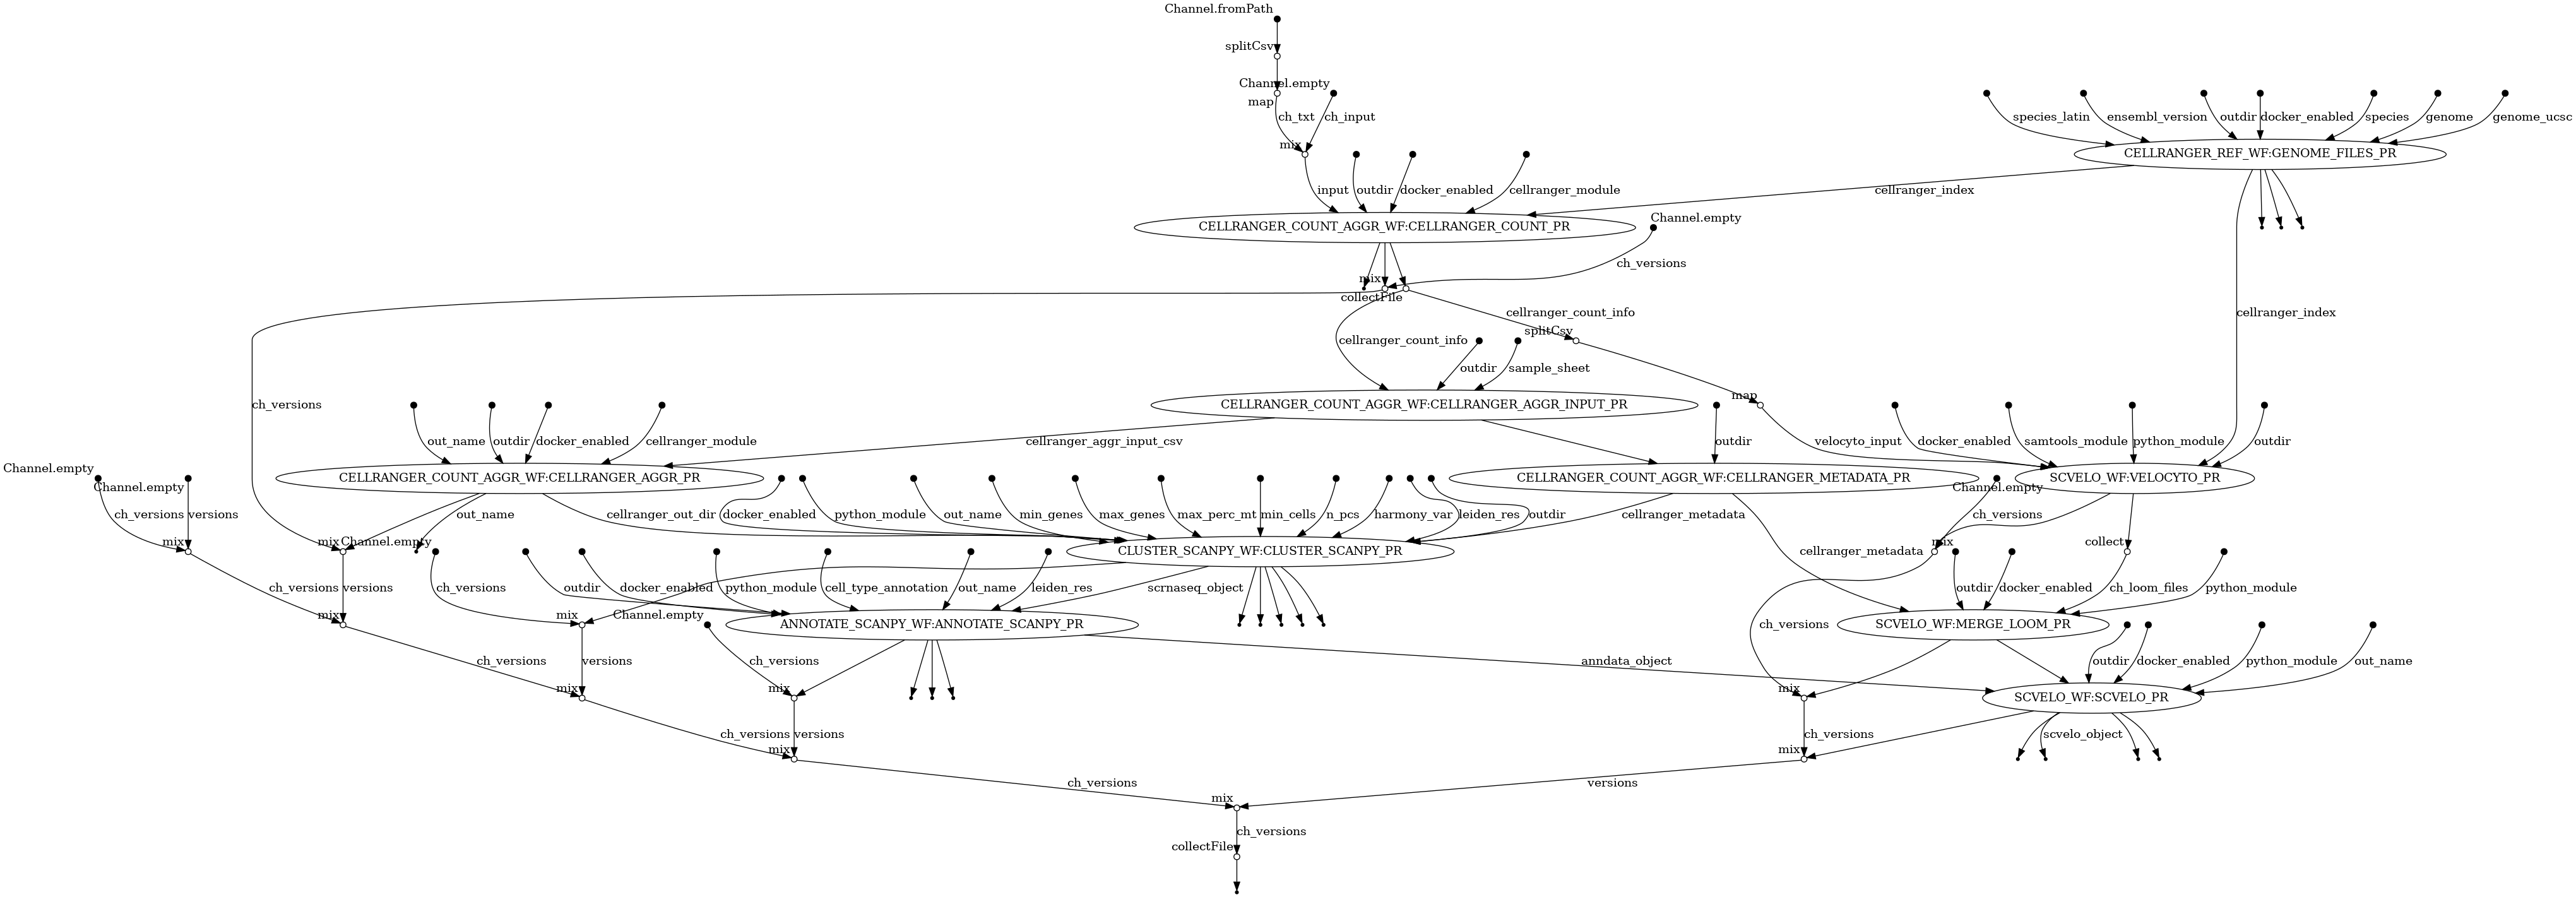 Channel.fromPath
splitCsv
Channel.empty
map
ch_txt
ch_input
species_latin
ensembl_version
outdir
docker_enabled
species
genome
genome_ucsc
mix
CELLRANGER_REF_WF:GENOME_FILES_PR
input
outdir
docker_enabled
cellranger_module
cellranger_index
Channel.empty
CELLRANGER_COUNT_AGGR_WF:CELLRANGER_COUNT_PR
ch_versions
mix
collectFile
cellranger_count_info
cellranger_index
splitCsv
cellranger_count_info
outdir
sample_sheet
map
ch_versions
CELLRANGER_COUNT_AGGR_WF:CELLRANGER_AGGR_INPUT_PR
out_name
outdir
docker_enabled
cellranger_module
cellranger_aggr_input_csv
outdir
velocyto_input
docker_enabled
samtools_module
python_module
outdir
Channel.empty
Channel.empty
CELLRANGER_COUNT_AGGR_WF:CELLRANGER_AGGR_PR
CELLRANGER_COUNT_AGGR_WF:CELLRANGER_METADATA_PR
SCVELO_WF:VELOCYTO_PR
Channel.empty
ch_versions
versions
out_name
cellranger_out_dir
docker_enabled
python_module
out_name
min_genes
max_genes
max_perc_mt
min_cells
n_pcs
harmony_var
leiden_res
outdir
cellranger_metadata
ch_versions
mix
mix
Channel.empty
CLUSTER_SCANPY_WF:CLUSTER_SCANPY_PR
cellranger_metadata
mix
collect
ch_versions
versions
ch_versions
outdir
docker_enabled
python_module
cell_type_annotation
out_name
leiden_res
scrnaseq_object
outdir
docker_enabled
ch_loom_files
python_module
mix
mix
Channel.empty
ANNOTATE_SCANPY_WF:ANNOTATE_SCANPY_PR
ch_versions
SCVELO_WF:MERGE_LOOM_PR
ch_versions
versions
ch_versions
anndata_object
outdir
docker_enabled
python_module
out_name
mix
mix
mix
SCVELO_WF:SCVELO_PR
ch_versions
versions
ch_versions
scvelo_object
mix
mix
ch_versions
versions
mix
ch_versions
collectFile